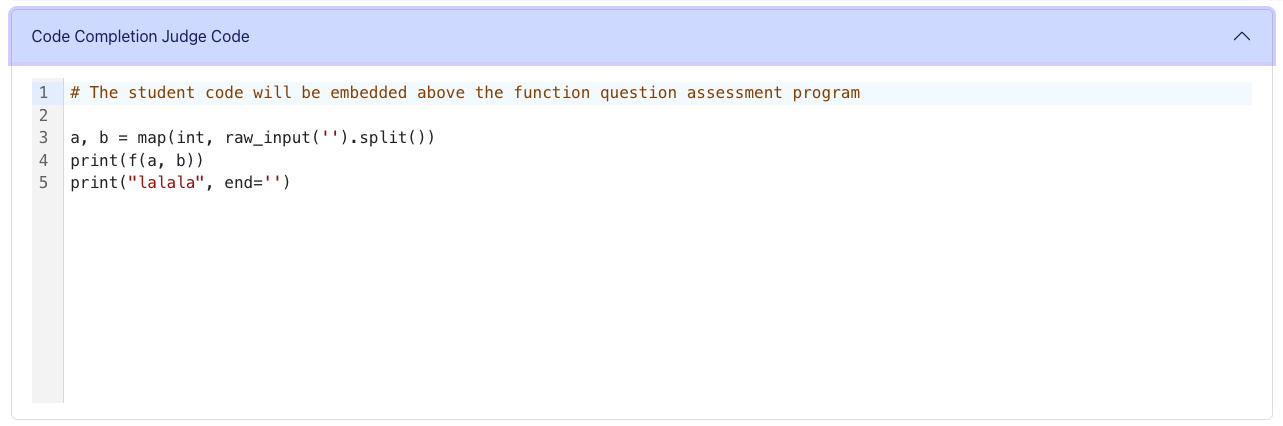 Code Completion Judge Code
1 # The student code will be embedded above the function question assessment program
2
3 a, b = map(int, raw_input('').split())
4 print(f(a, b))
5 print("lalala", end='')